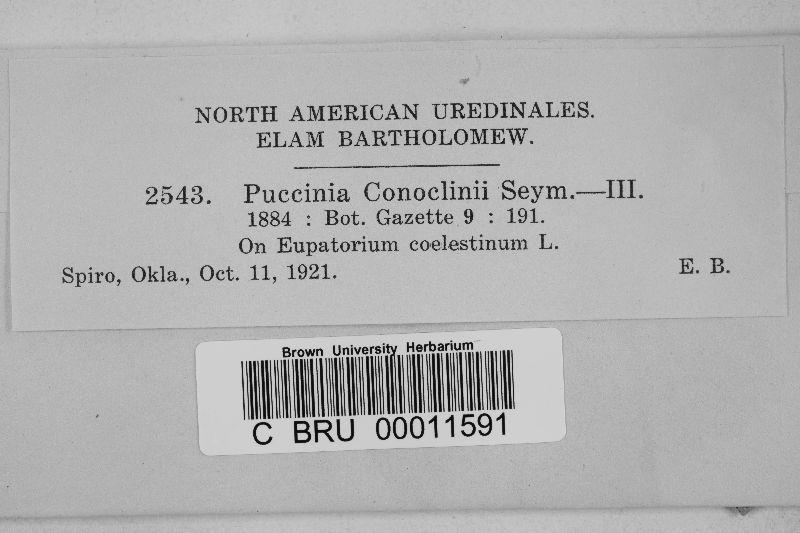 NORTH AMERICAN UREDINALES.
ELAM BARTHOLOMEW.
2543. Puccinia Conoclinii Seym.—III.
1884 : Bot. Gazette 9 : 191.
On Eupatorium coelestinum L.
Spiro, Okla., Oct. 11, 1921. E. B.
Brown University Herbarium
C BRU 00011591